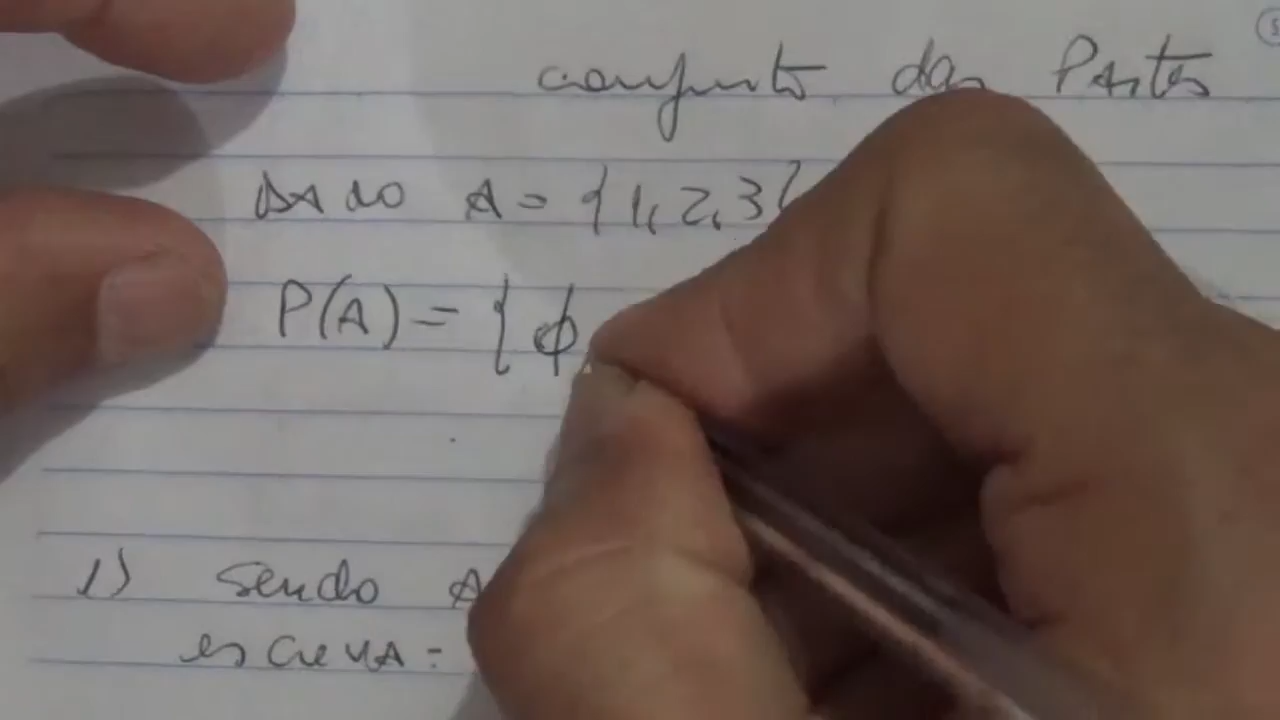 conjunto das Partes
DAdo A = {1, 2, 3}
P(A) = { ϕ
1) Sendo A
escrevA =